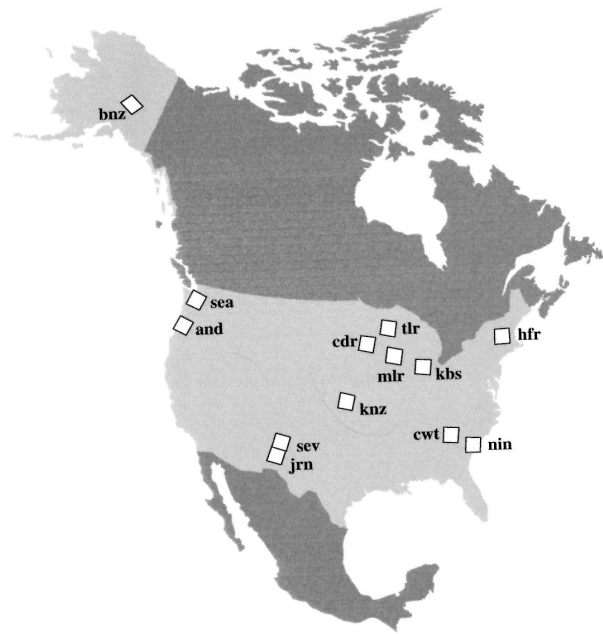 bnz
sea
and
tlr
cdr
hfr
mlr
kbs
knz
cwt
nin
sev
jrn